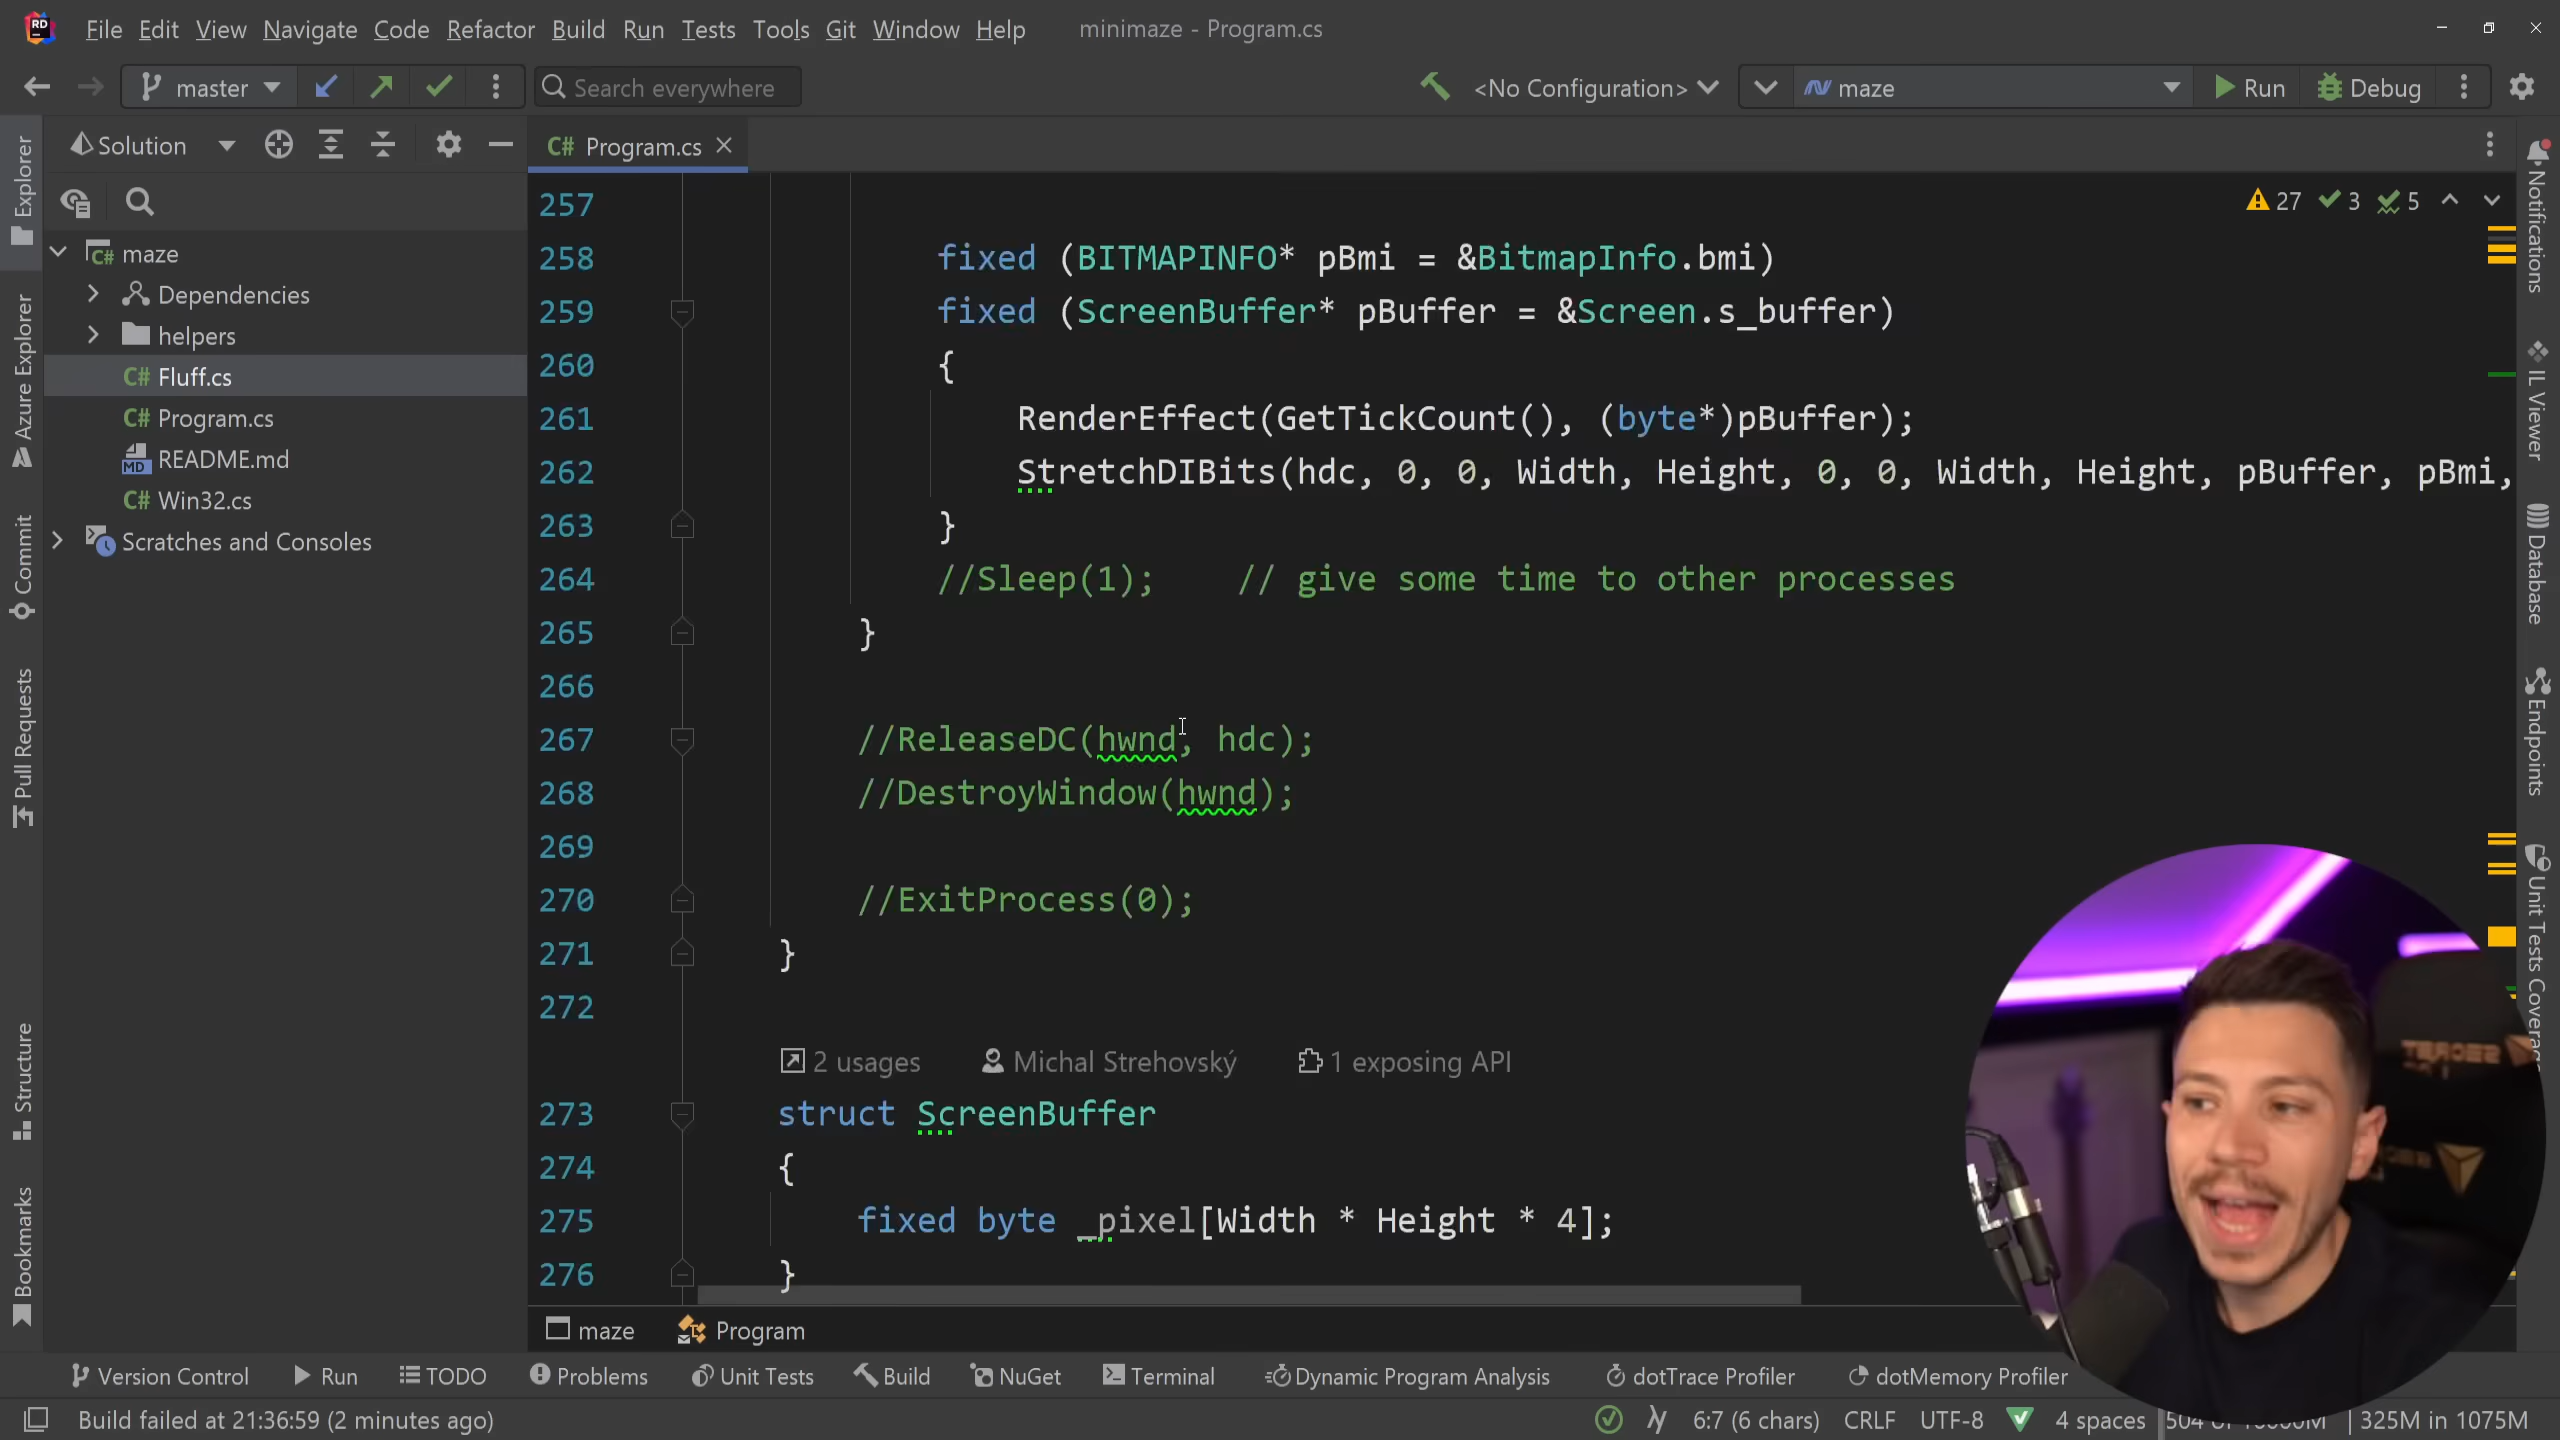 RD File Edit View Navigate Code Refactor Build Run Tests Tools Git Window Help minimaze - Program.cs
master Search everywhere <No Configuration> maze Run Debug
Solution C# Program.cs
27 3 5
maze
Dependencies
helpers
C# Fluff.cs
C# Program.cs
MD README.md
C# Win32.cs
Scratches and Consoles
Explorer
Azure Explorer
Commit
Pull Requests
Structure
Bookmarks
257
258 fixed (BITMAPINFO* pBmi = &BitmapInfo.bmi)
259 fixed (ScreenBuffer* pBuffer = &Screen.s_buffer)
260 {
261 RenderEffect(GetTickCount(), (byte*)pBuffer);
262 StretchDIBits(hdc, 0, 0, Width, Height, 0, 0, Width, Height, pBuffer, pBmi,
263 }
264 //Sleep(1); // give some time to other processes
265 }
266
267 //ReleaseDC(hwnd, hdc);
268 //DestroyWindow(hwnd);
269
270 //ExitProcess(0);
271 }
272
2 usages Michal Strehovský 1 exposing API
273 struct ScreenBuffer
274 {
275 fixed byte _pixel[Width * Height * 4];
276 }
Notifications
IL Viewer
Database
Endpoints
Unit Tests Coverage
maze Program
Version Control Run TODO Problems Unit Tests Build NuGet Terminal Dynamic Program Analysis dotTrace Profiler dotMemory Profiler
Build failed at 21:36:59 (2 minutes ago) 6:7 (6 chars) CRLF UTF-8 4 spaces 325M in 1075M